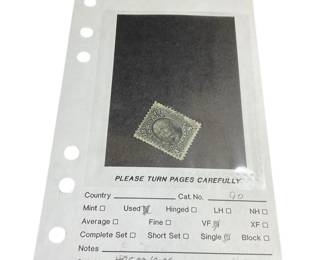 PLEASE TURN PAGES CAREFULLY
Country Cat. No. 90
Mint □ Used □ Hinged □ LH □ NH □
Average □ Fine □ VF □ XF □
Complete Set □ Short Set □ Single □ Block □
Notes